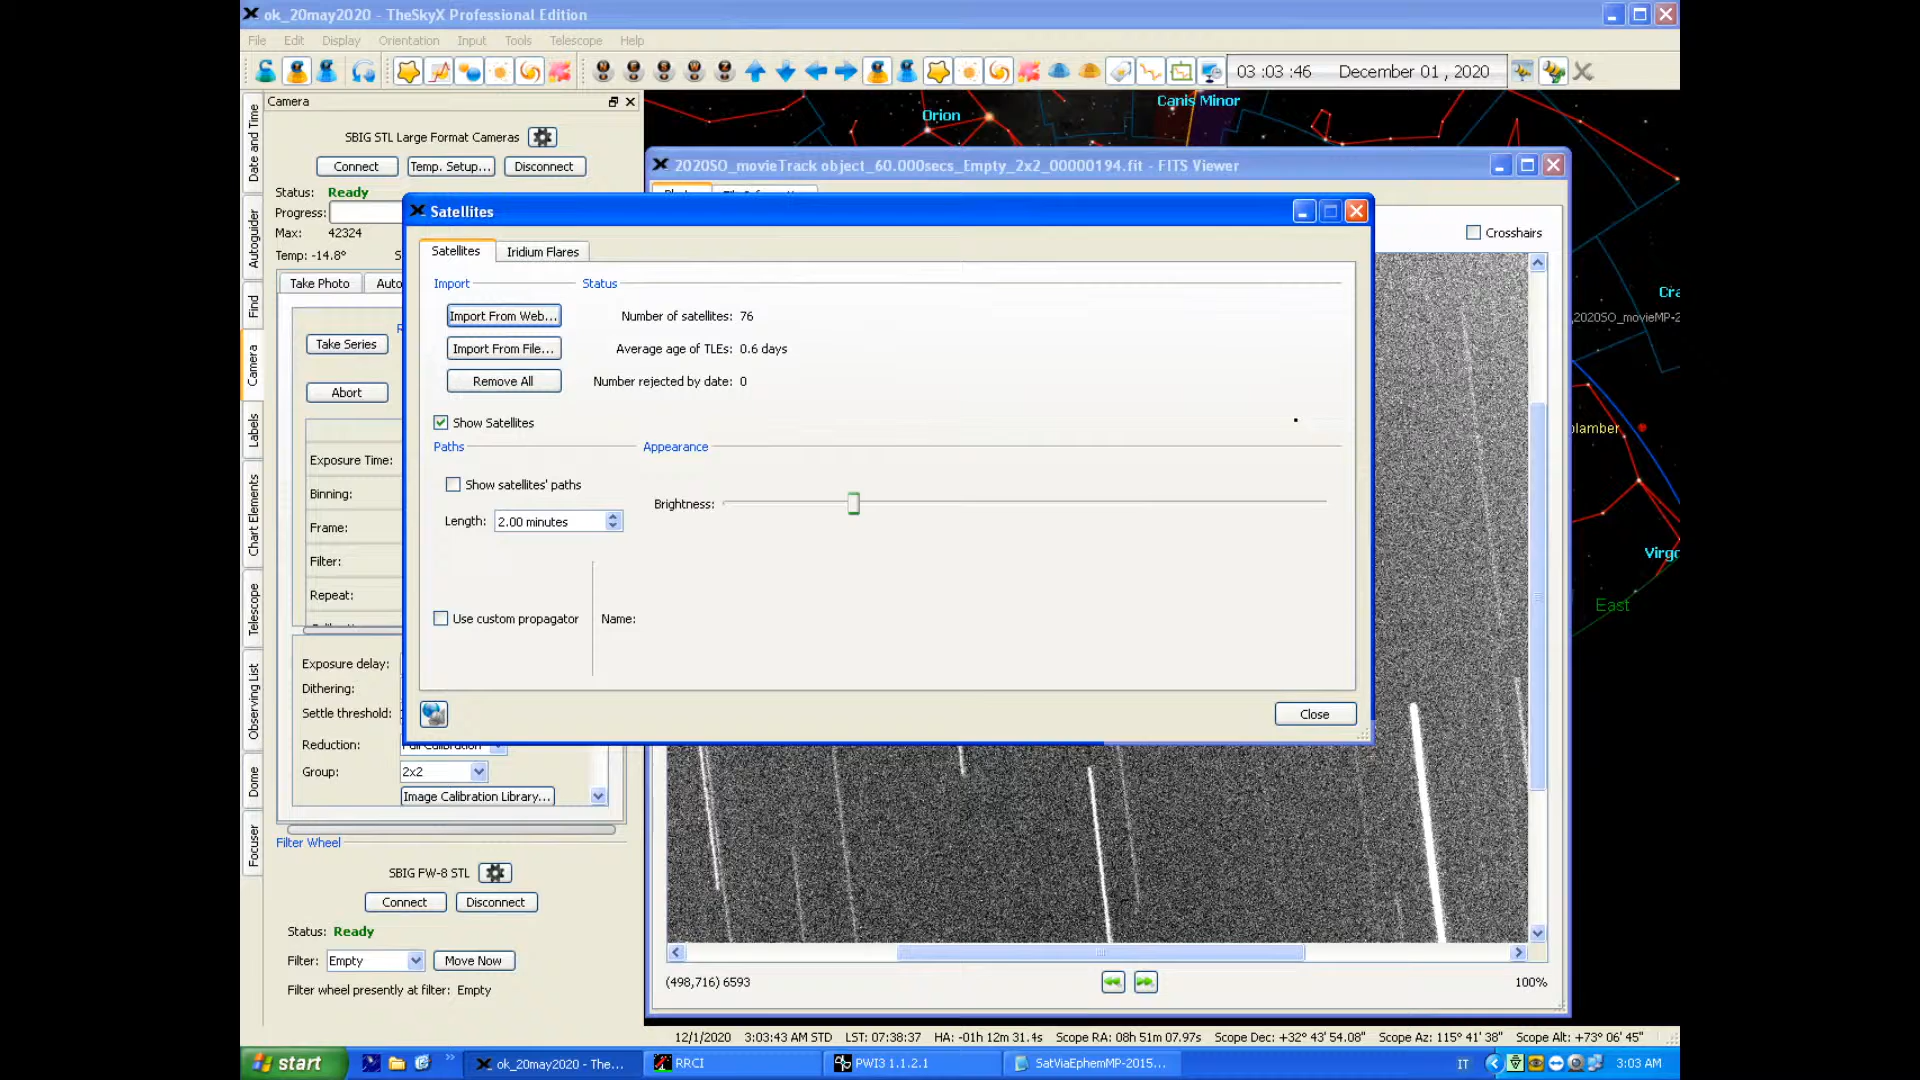 ok_20may2020 - TheSkyX Professional Edition
File Edit Display Orientation Input Tools Telescope Help
03:03:46 December 01 , 2020
Date and Time
Autoguider
Find
Camera
Labels
Chart Elements
Telescope
Observing List
Dome
Focuser
Camera
SBIG STL Large Format Cameras
Connect Temp. Setup... Disconnect
Status: Ready
Progress:
Max: 42324
Temp: -14.8°
Take Photo
Take Series
Abort
Exposure Time:
Binning:
Frame:
Filter:
Repeat:
Exposure delay:
Dithering:
Settle threshold:
Reduction: Full Calibration
Group: 2x2
Image Calibration Library...
Filter Wheel
SBIG FW-8 STL
Connect Disconnect
Status: Ready
Filter: Empty Move Now
Filter wheel presently at filter: Empty
Orion
Canis Minor
2020SO_movieTrack object_60.000secs_Empty_2x2_00000194.fit - FITS Viewer
Crosshairs
Satellites
Satellites Iridium Flares
Import Status
Import From Web... Number of satellites: 76
Import From File... Average age of TLEs: 0.6 days
Remove All Number rejected by date: 0
Show Satellites
Paths Appearance
Show satellites' paths
Length: 2.00 minutes
Brightness:
Use custom propagator Name:
Close
2020SO_movieMP-2
East
(498,716) 6593 100%
12/1/2020 3:03:43 AM STD LST: 07:38:37 HA: -01h 12m 31.4s Scope RA: 08h 51m 07.97s Scope Dec: +32° 43' 54.08" Scope Az: 115° 41' 38" Scope Alt: +73° 06' 45"
start ok_20may2020 - The... RRCI PWI3 1.1.2.1 SatViaEphemMP-2015... IT 3:03 AM